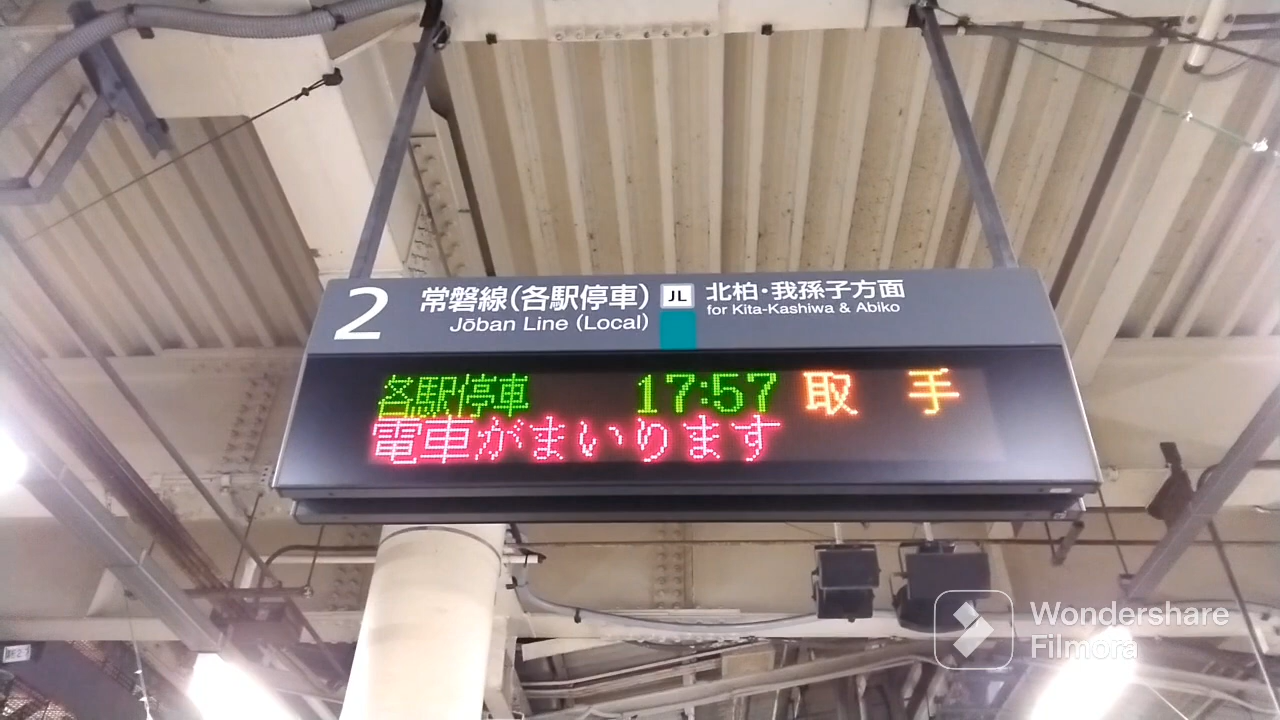 2 常磐線(各駅停車) JL 北柏・我孫子方面
Jōban Line (Local) for Kita-Kashiwa & Abiko
各駅停車 17:57 取手
電車がまいります
Wondershare
Filmora